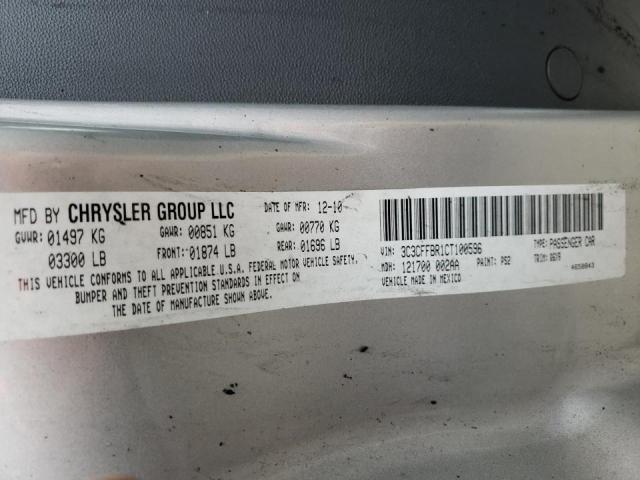 MFD BY CHRYSLER GROUP LLC DATE OF MFR: 12-10
GVWR: 01497 KG GAWR: 00851 KG GAWR: 00770 KG
03300 LB FRONT: 01874 LB REAR: 01696 LB
THIS VEHICLE CONFORMS TO ALL APPLICABLE U.S.A. FEDERAL MOTOR VEHICLE SAFETY,
BUMPER AND THEFT PREVENTION STANDARDS IN EFFECT ON
THE DATE OF MANUFACTURE SHOWN ABOVE.
VIN: 3C3CFFBR1CT100596 TYPE: PASSENGER CAR
MDH: 121700 002AA PAINT: PS2 TRIM:
VEHICLE MADE IN MEXICO